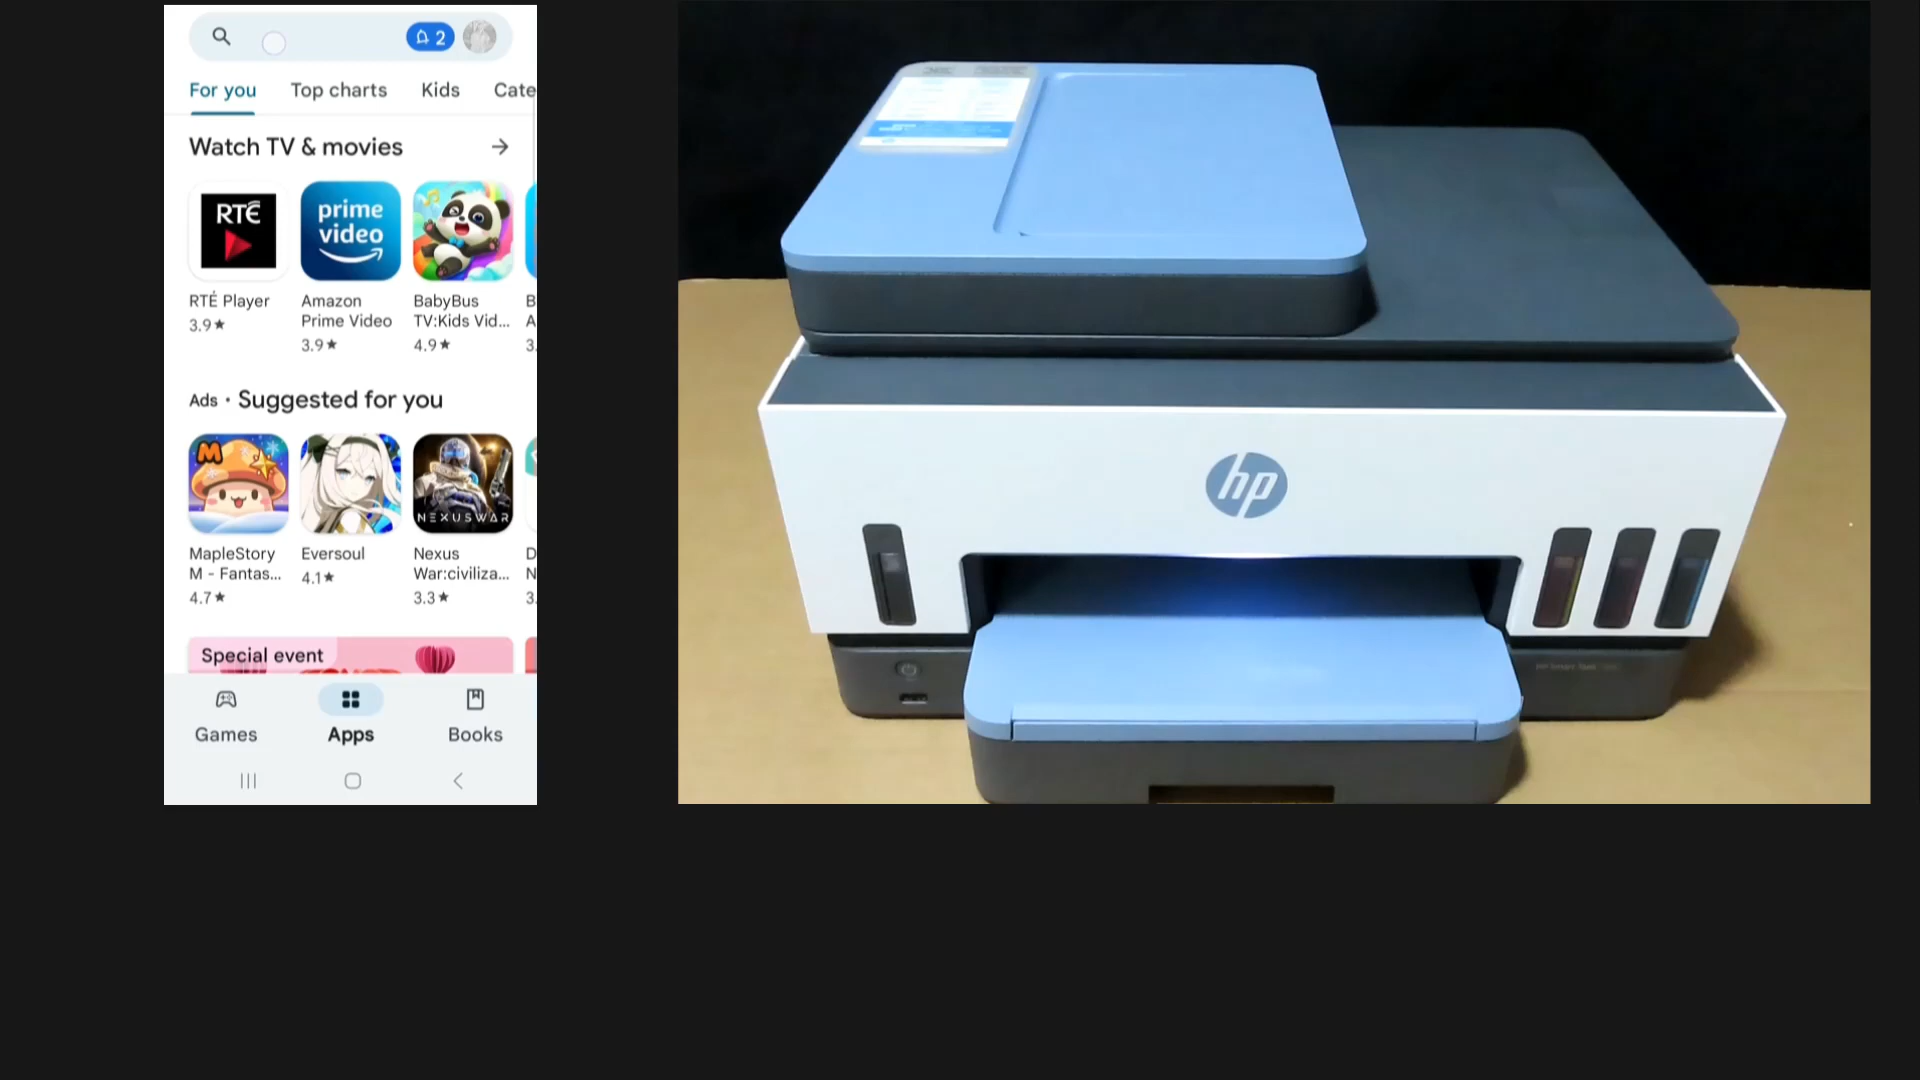 2
For you Top charts Kids Cate
Watch TV & movies
RTÉ
prime
video
RTÉ Player
3.9★
Amazon
Prime Video
3.9★
BabyBus
TV:Kids Vid...
4.9★
B
A
3.
Ads · Suggested for you
M
NEXUSWAR
MapleStory
M - Fantas...
4.7★
Eversoul
4.1★
Nexus
War:civiliza...
3.3★
D
N
3.
Special event
Games Apps Books
hp